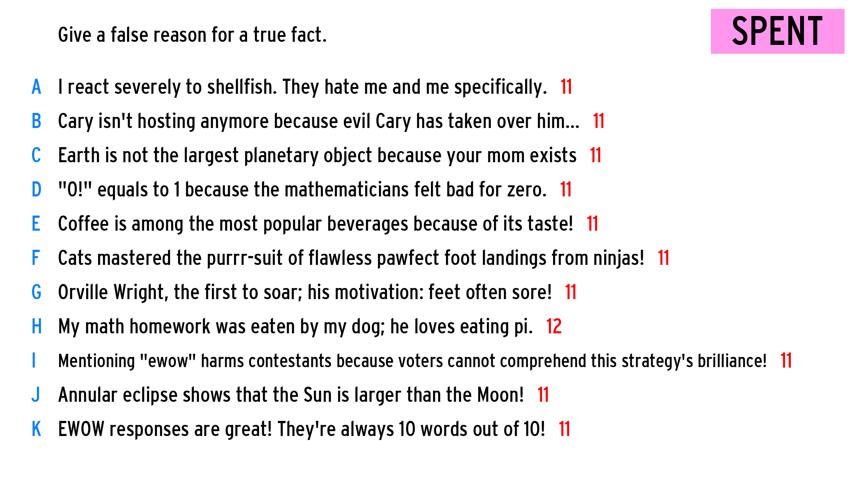 Give a false reason for a true fact.
SPENT
A I react severely to shellfish. They hate me and me specifically. 11
B Cary isn't hosting anymore because evil Cary has taken over him... 11
C Earth is not the largest planetary object because your mom exists 11
D "0!" equals to 1 because the mathematicians felt bad for zero. 11
E Coffee is among the most popular beverages because of its taste! 11
F Cats mastered the purrr-suit of flawless pawfect foot landings from ninjas! 11
G Orville Wright, the first to soar; his motivation: feet often sore! 11
H My math homework was eaten by my dog; he loves eating pi. 12
I Mentioning "ewow" harms contestants because voters cannot comprehend this strategy's brilliance! 11
J Annular eclipse shows that the Sun is larger than the Moon! 11
K EWOW responses are great! They're always 10 words out of 10! 11